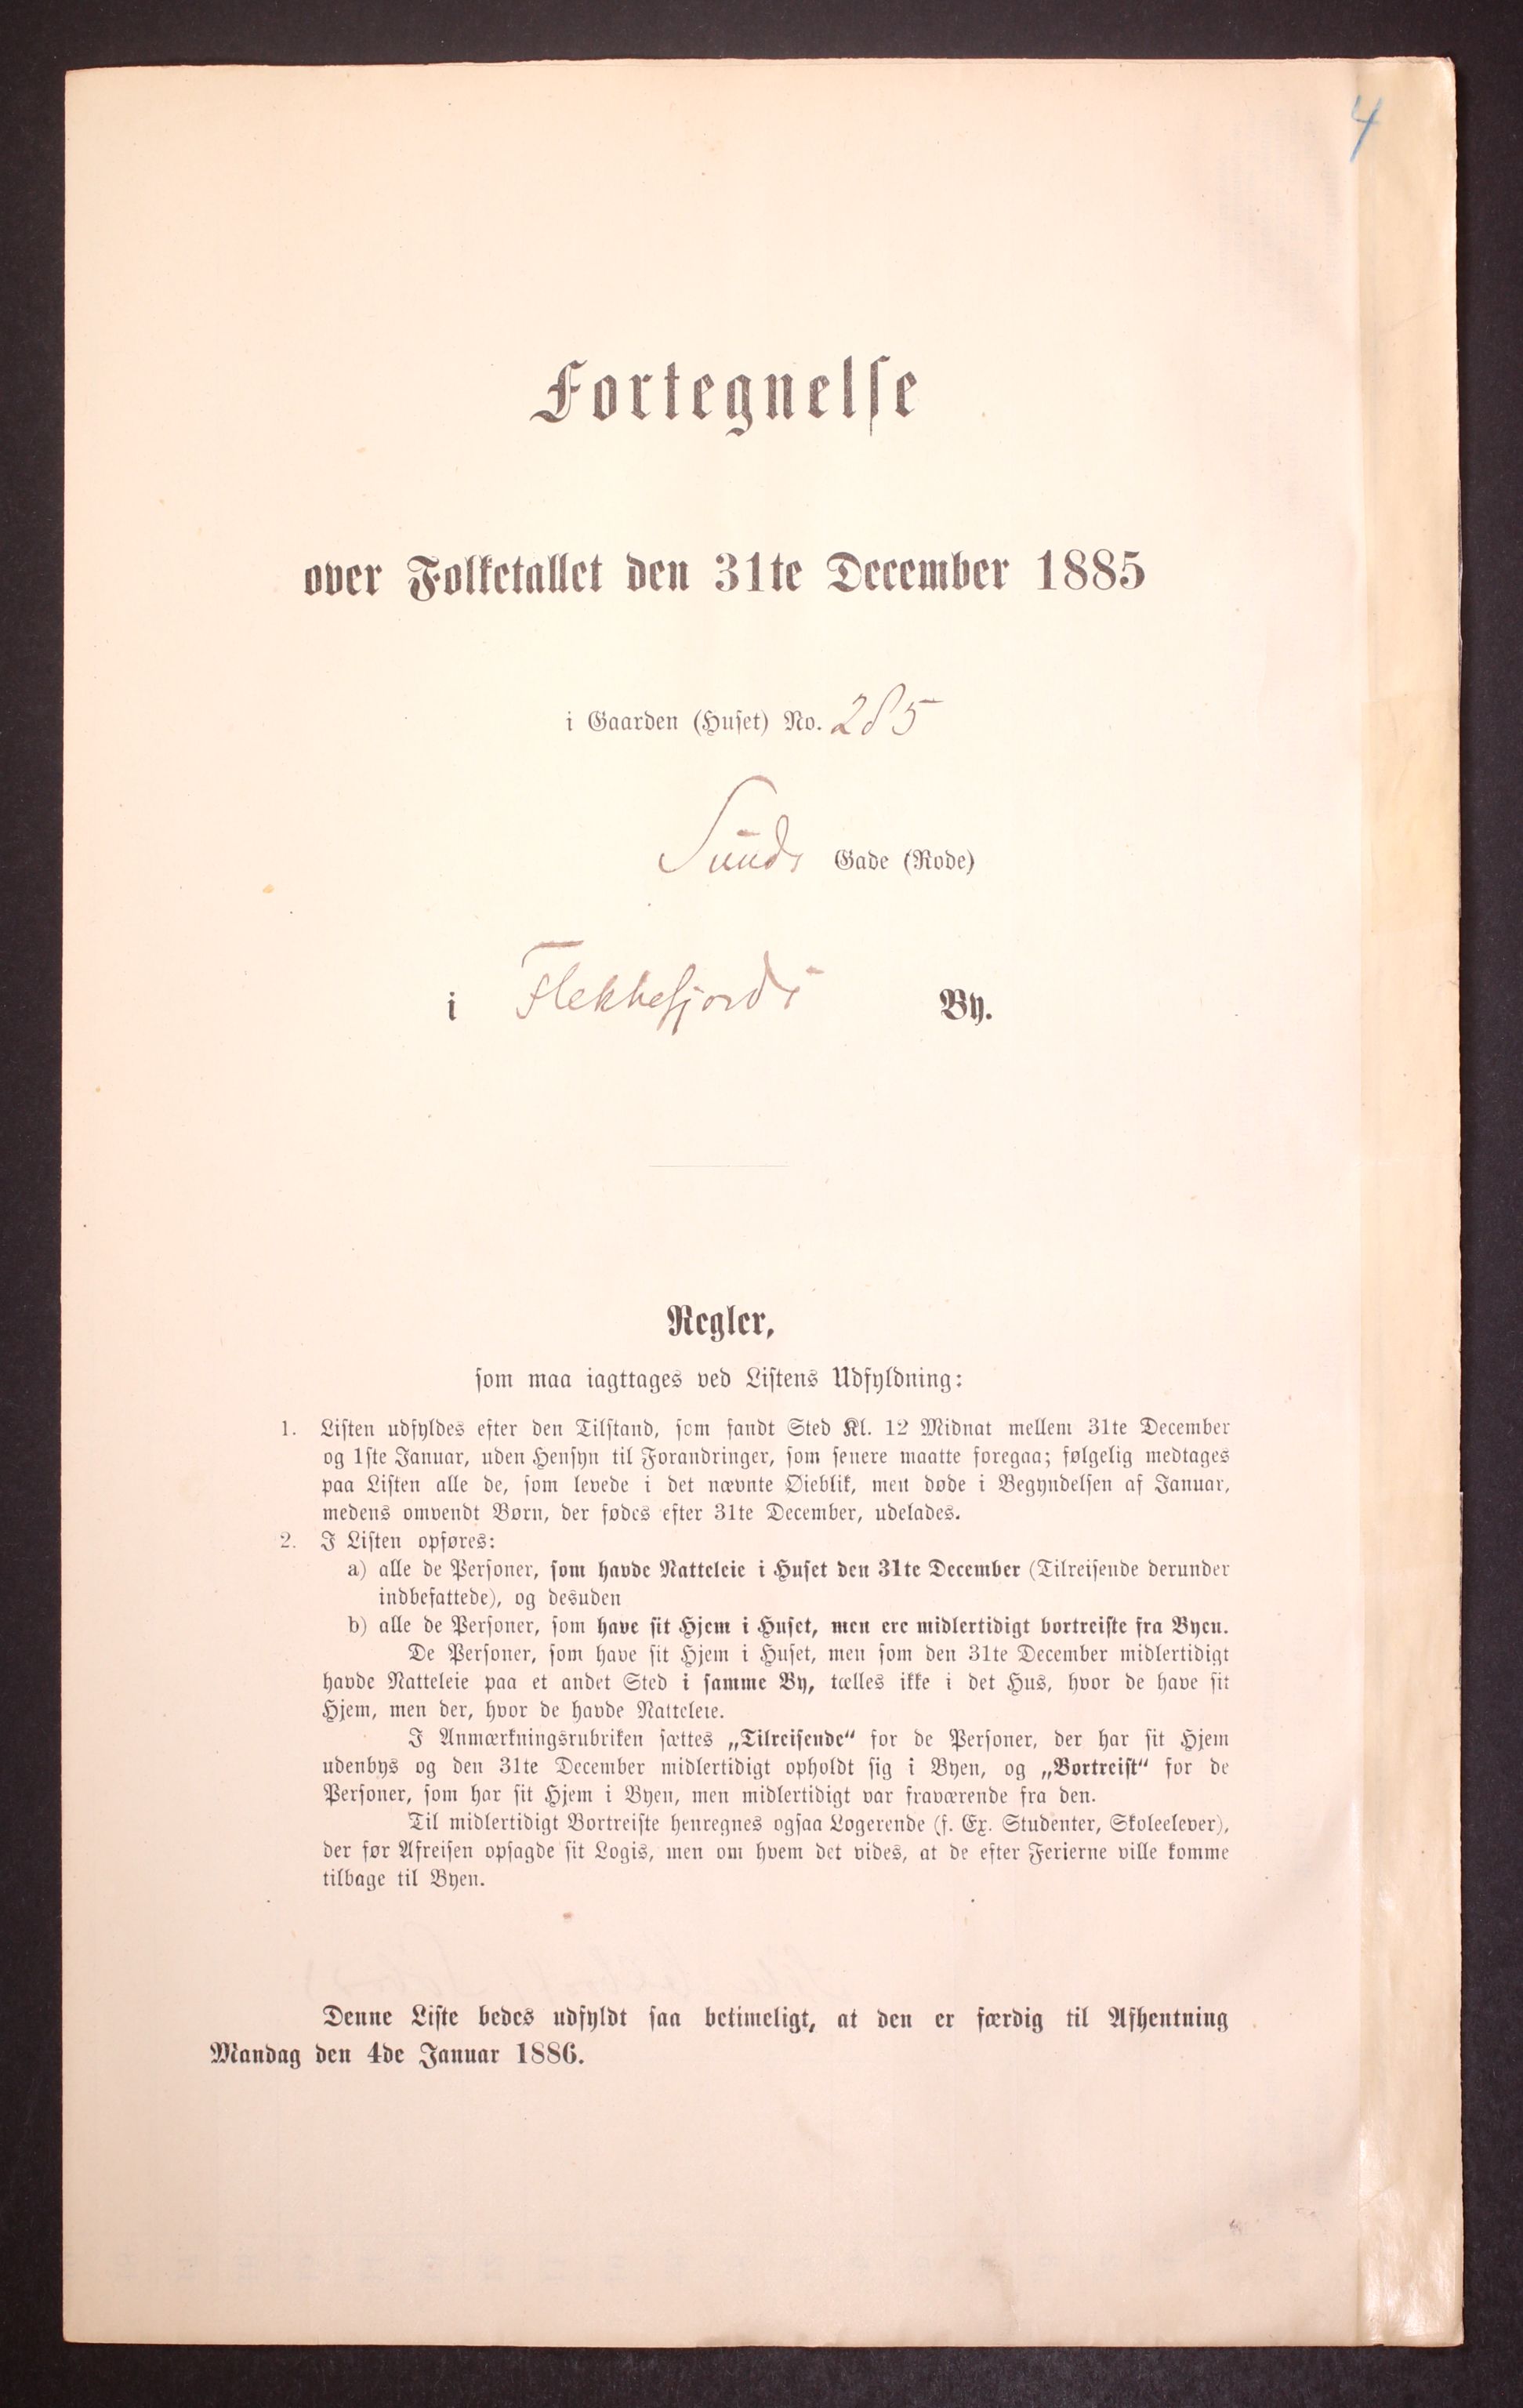 4
Fortegnelse
over Folketallet den 31te December 1885
i Gaarden (Huset) No. 285
Sunds Gade (Rode)
i Flekkefjords By.
Regler,
som maa iagttages ved Listens Udfyldning:
1. Listen udfyldes efter den Tilstand, som fandt Sted Kl. 12 Midnat mellem 31te December
og 1ste Januar, uden Hensyn til Forandringer, som senere maatte foregaa; følgelig medtages
paa Listen alle de, som levede i det nævnte Øieblik, men døde i Begyndelsen af Januar,
medens omvendt Børn, der fødes efter 31te December, udelades.
2. I Listen opføres:
a) alle de Personer, som havde Natteleie i Huset den 31te December (Tilreisende derunder
indbefattede), og desuden
b) alle de Personer, som have sit Hjem i Huset, men ere midlertidigt bortreiste fra Byen.
De Personer, som have sit Hjem i Huset, men som den 31te December midlertidigt
havde Natteleie paa et andet Sted i samme By, tælles ikke i det Hus, hvor de have sit
Hjem, men der, hvor de havde Natteleie.
I Anmærkningsrubriken sættes „Tilreisende“ for de Personer, der har sit Hjem
udenbys og den 31te December midlertidigt opholdt sig i Byen, og „Bortreist“ for de
Personer, som har sit Hjem i Byen, men midlertidigt var fraværende fra den.
Til midlertidigt Bortreiste henregnes ogsaa Logerende (f. Ex. Studenter, Skoleelever),
der før Afreisen opsagde sit Logis, men om hvem det vides, at de efter Ferierne ville komme
tilbage til Byen.
Denne Liste bedes udfyldt saa betimeligt, at den er færdig til Afhentning
Mandag den 4de Januar 1886.